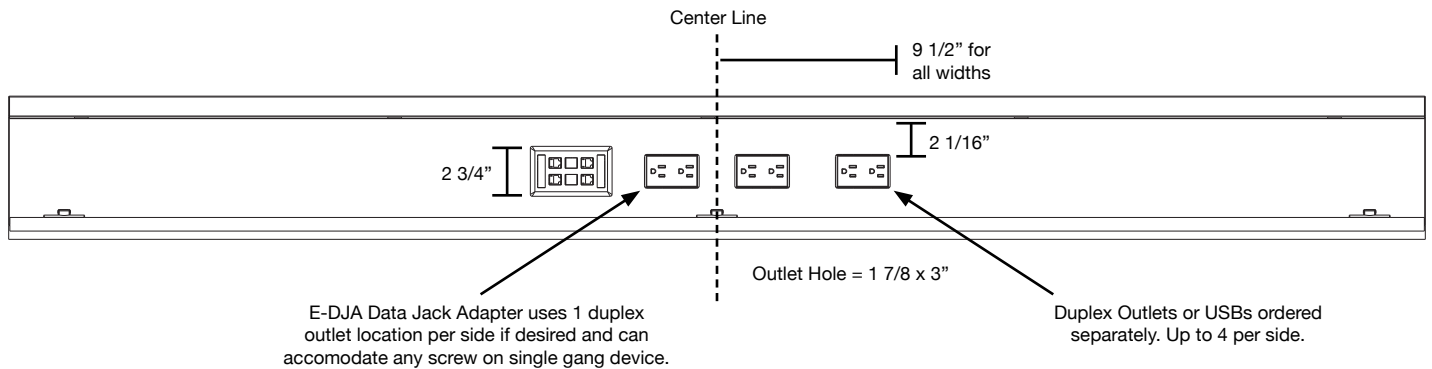 Center Line
9 1/2” for
all widths
2 1/16”
2 3/4”
Outlet Hole = 1 7/8 x 3”
E-DJA Data Jack Adapter uses 1 duplex
outlet location per side if desired and can
accomodate any screw on single gang device.
Duplex Outlets or USBs ordered
separately. Up to 4 per side.